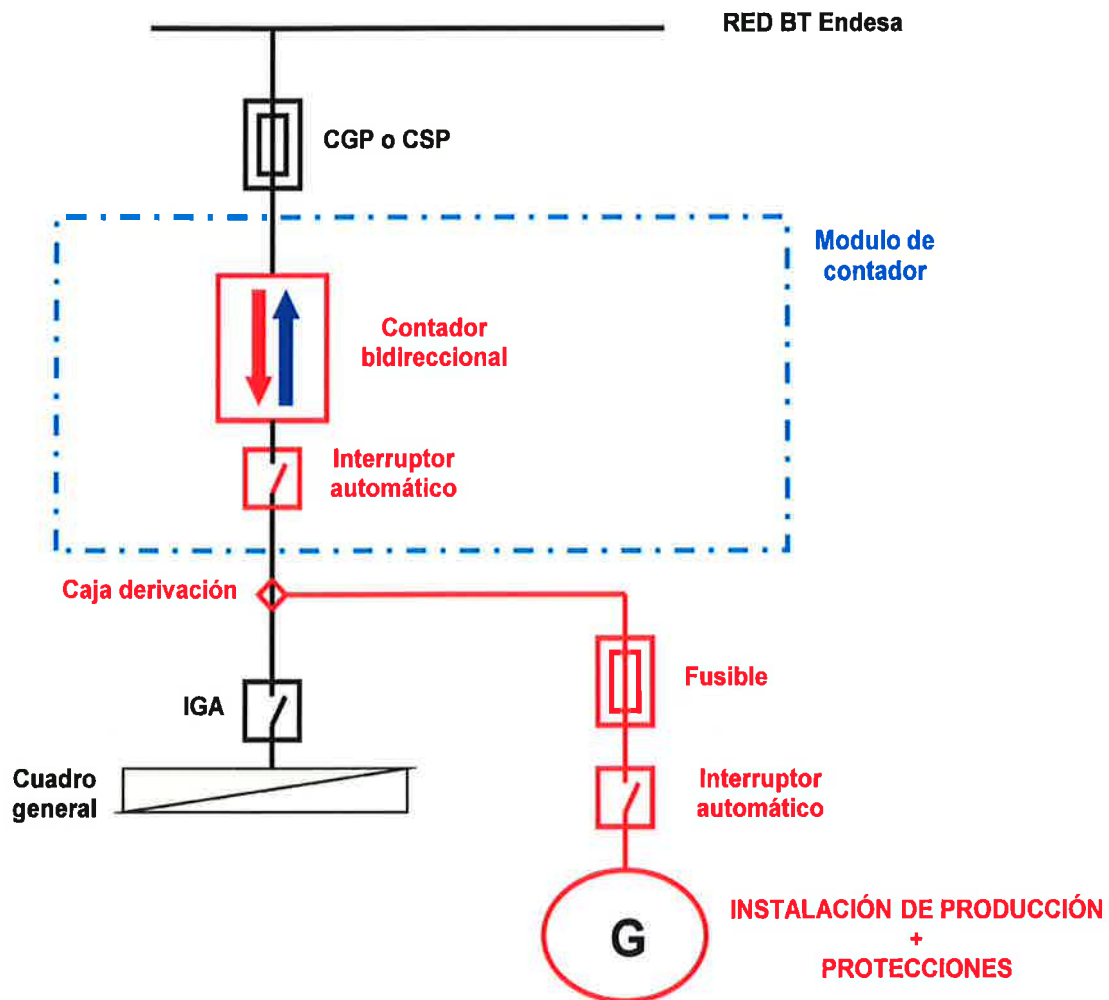 RED BT Endesa
CGP o CSP
Modulo de
contador
Contador
bidireccional
Interruptor
automático
Caja derivación
Fusible
IGA
Cuadro
general
Interruptor
automático
G
INSTALACIÓN DE PRODUCCIÓN
+
PROTECCIONES